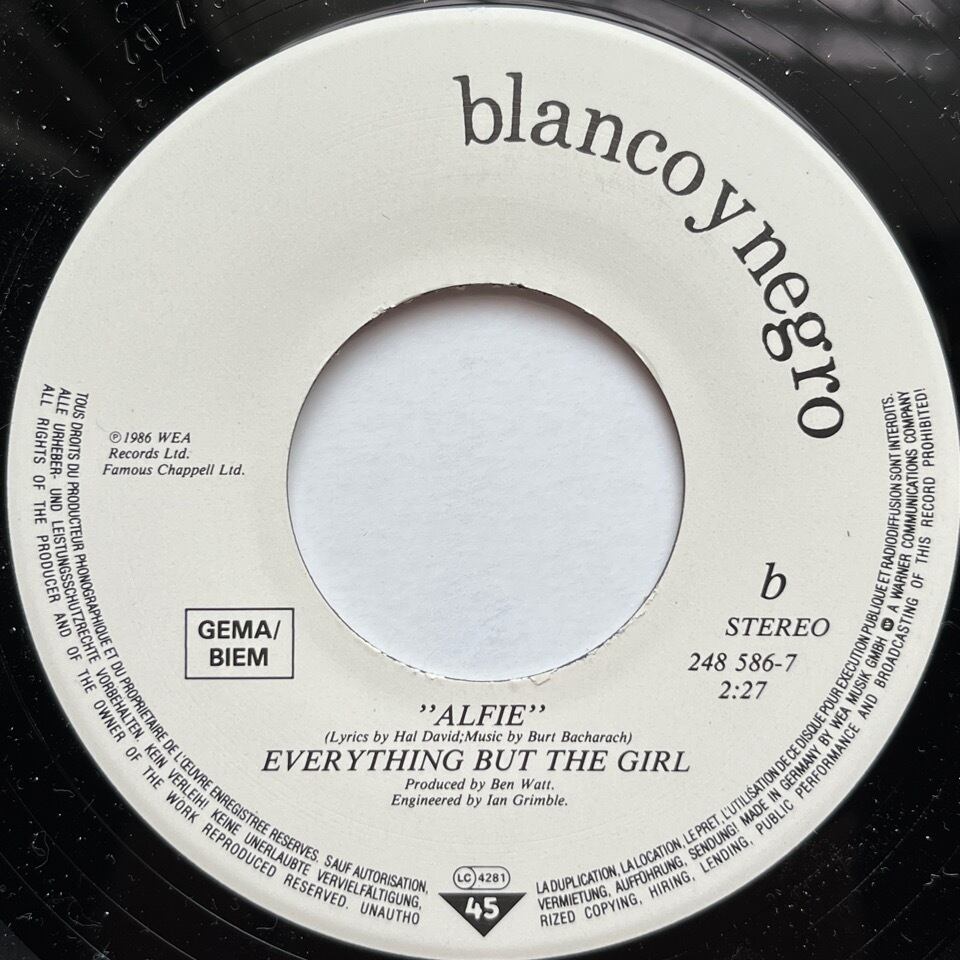 blanco y negro
℗ 1986 WEA
Records Ltd.
Famous Chappell Ltd.
GEMA/
BIEM
b
STEREO
248 586-7
2:27
"ALFIE"
(Lyrics by Hal David;Music by Burt Bacharach)
EVERYTHING BUT THE GIRL
Produced by Ben Watt.
Engineered by Ian Grimble.
LC 4281
45
TOUS DROITS DU PRODUCTEUR PHONOGRAPHIQUE ET DU PROPRIETAIRE DE L'ŒUVRE ENREGISTREE RESERVES. SAUF AUTORISATION, LA DUPLICATION, LA LOCATION, LE PRET, L'UTILISATION DE CE DISQUE POUR EXECUTION PUBLIQUE ET RADIODIFFUSION SONT INTERDITS.
ALLE URHEBER- UND LEISTUNGSSCHUTZRECHTE VORBEHALTEN. KEIN VERLEIH! KEINE UNERLAUBTE VERVIELFÄLTIGUNG, VERMIETUNG, AUFFÜHRUNG, SENDUNG! MADE IN GERMANY BY WEA MUSIK GMBH A WARNER COMMUNICATIONS COMPANY
ALL RIGHTS OF THE PRODUCER AND OF THE OWNER OF THE WORK REPRODUCED RESERVED. UNAUTHORIZED COPYING, HIRING, LENDING, PUBLIC PERFORMANCE AND BROADCASTING OF THIS RECORD PROHIBITED!